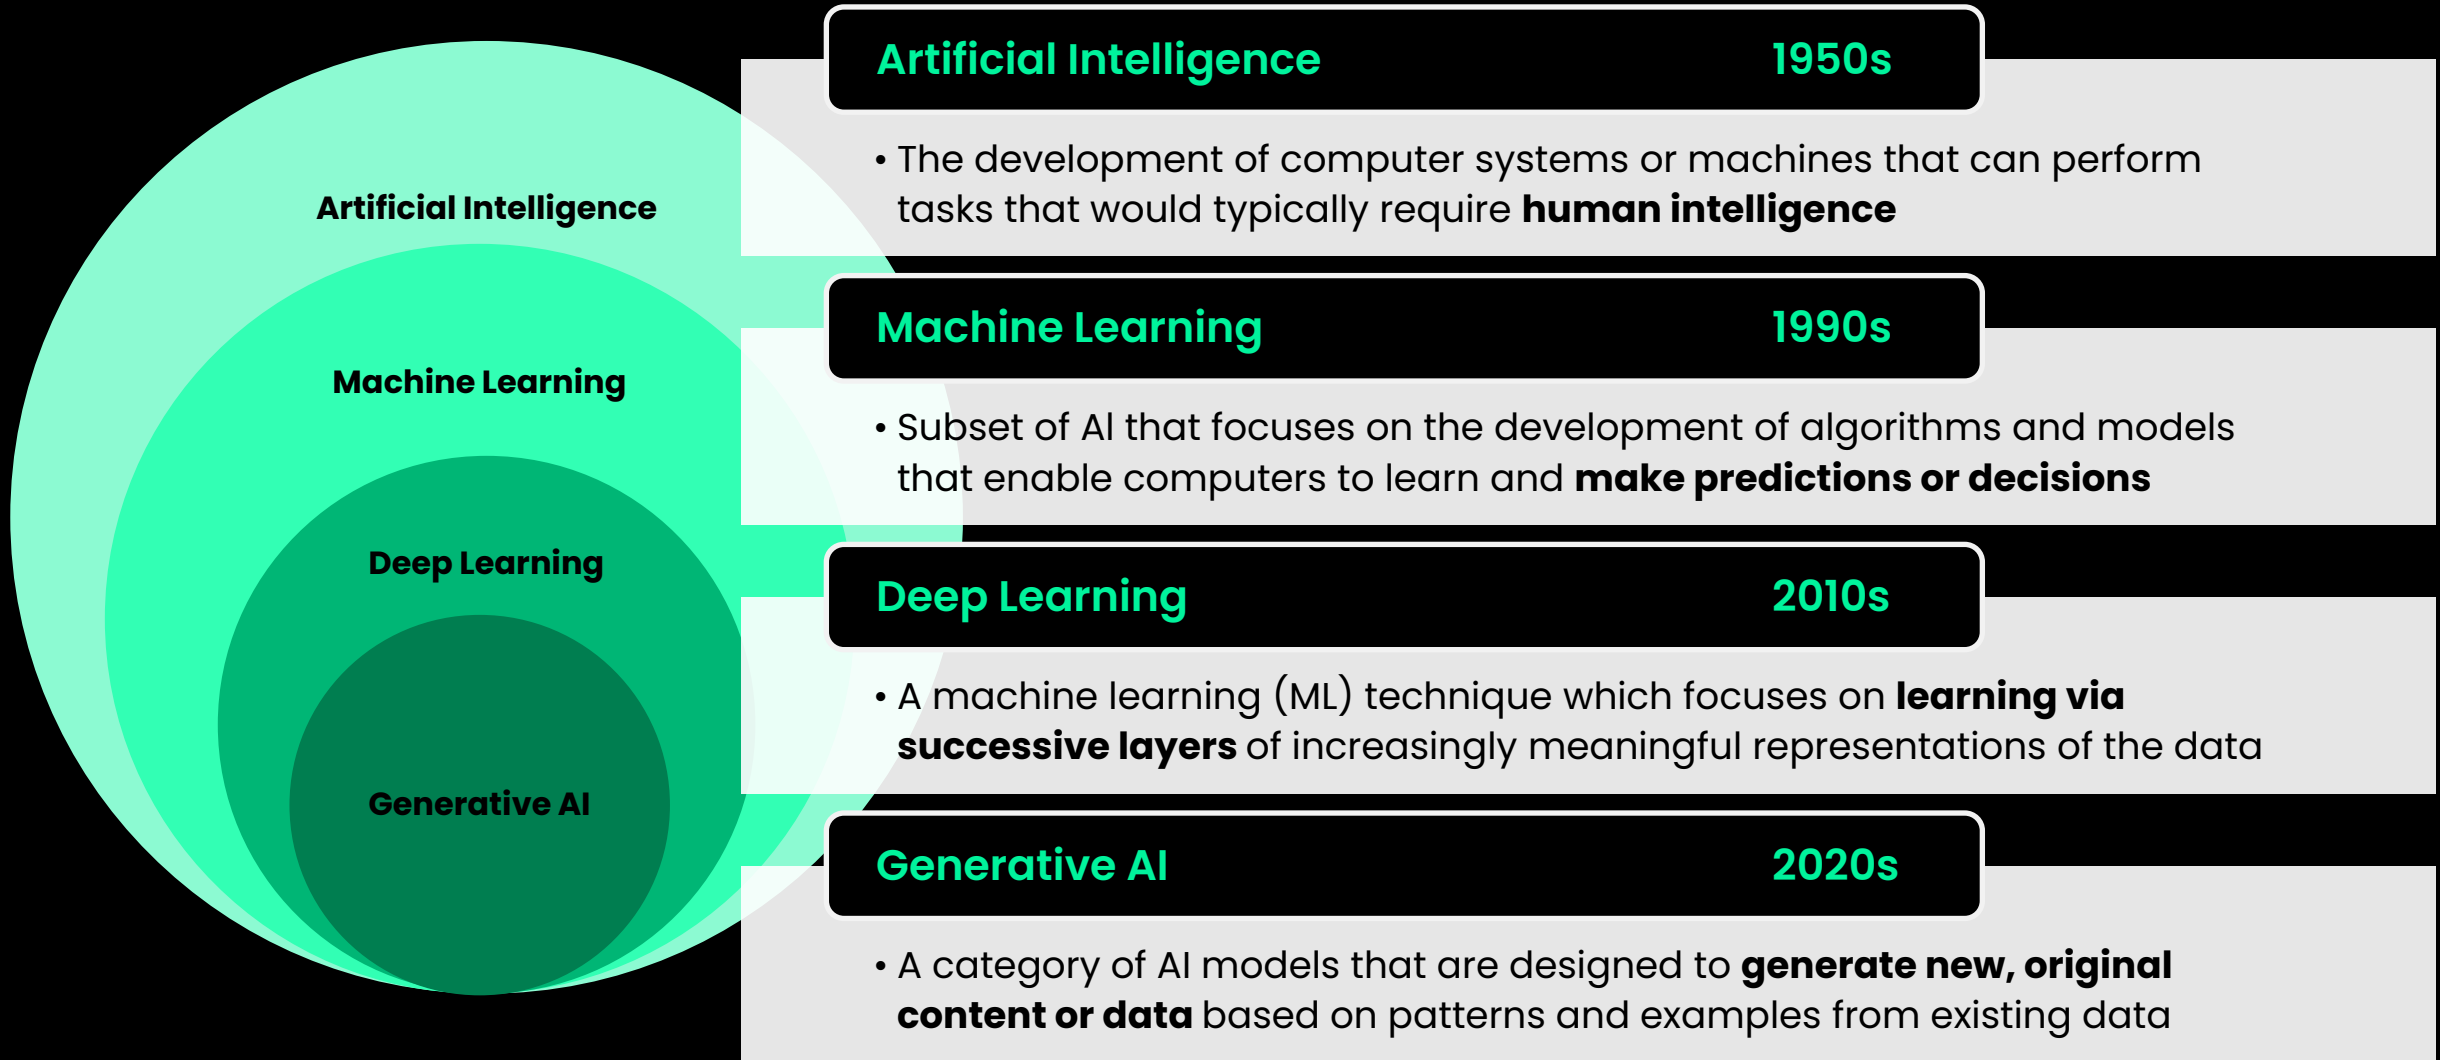 Artificial Intelligence
Machine Learning
Deep Learning
Generative AI
Artificial Intelligence 1950s
• The development of computer systems or machines that can perform
tasks that would typically require human intelligence
Machine Learning 1990s
• Subset of AI that focuses on the development of algorithms and models
that enable computers to learn and make predictions or decisions
Deep Learning 2010s
• A machine learning (ML) technique which focuses on learning via
successive layers of increasingly meaningful representations of the data
Generative AI 2020s
• A category of AI models that are designed to generate new, original
content or data based on patterns and examples from existing data